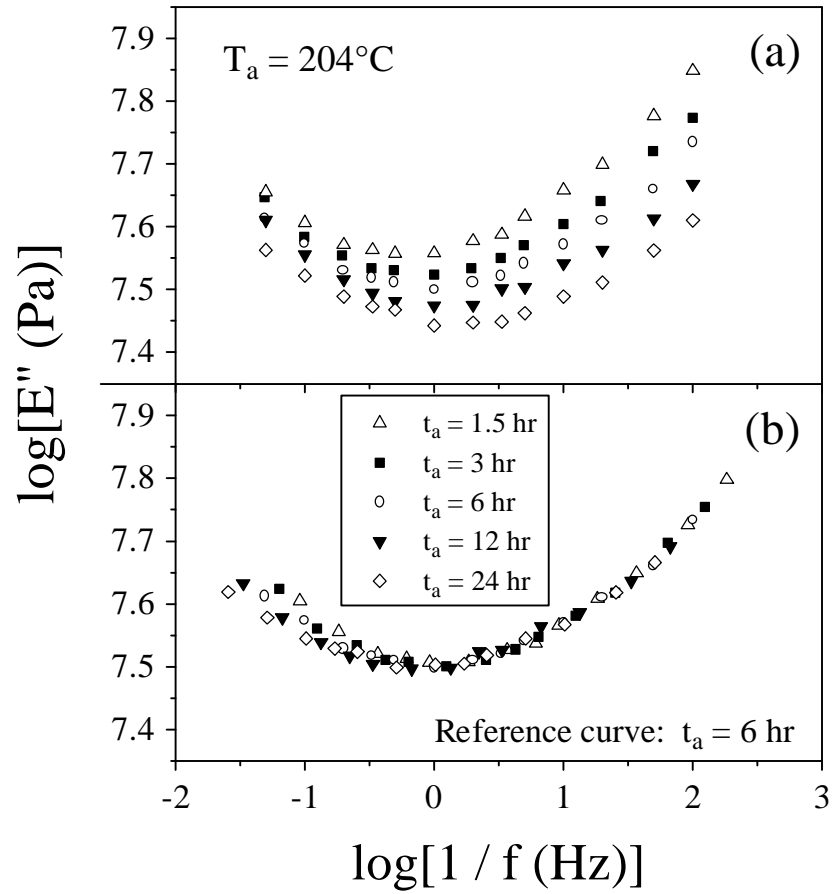 7.9
7.8
7.7
7.6
7.5
7.4
T_a = 204°C
(a)
log[E" (Pa)]
7.9
7.8
7.7
7.6
7.5
7.4
(b)
t_a = 1.5 hr
t_a = 3 hr
t_a = 6 hr
t_a = 12 hr
t_a = 24 hr
Reference curve: t_a = 6 hr
-2 -1 0 1 2 3
log[1 / f (Hz)]